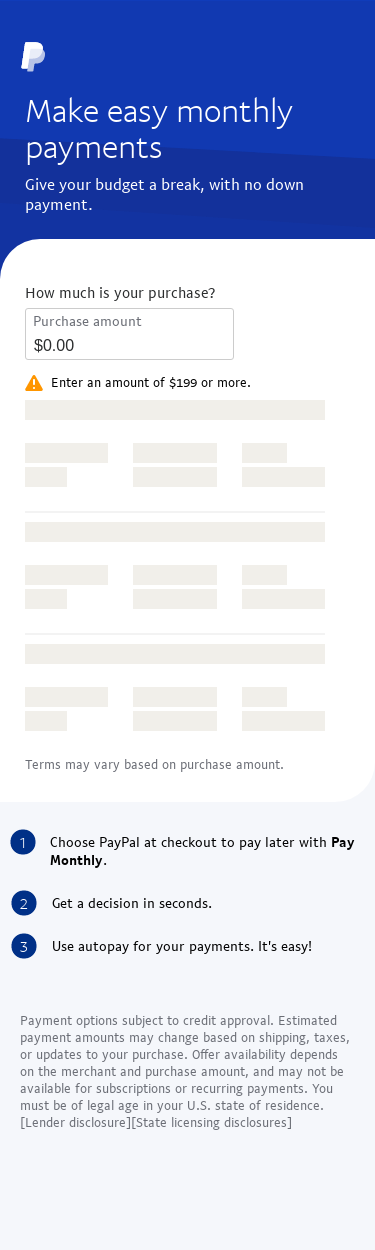 Make easy monthly
payments
Give your budget a break, with no down
payment.
How much is your purchase?
Purchase amount
$0.00
Enter an amount of $199 or more.
Terms may vary based on purchase amount.
1 Choose PayPal at checkout to pay later with Pay
Monthly.
2 Get a decision in seconds.
3 Use autopay for your payments. It's easy!
Payment options subject to credit approval. Estimated
payment amounts may change based on shipping, taxes,
or updates to your purchase. Offer availability depends
on the merchant and purchase amount, and may not be
available for subscriptions or recurring payments. You
must be of legal age in your U.S. state of residence.
[Lender disclosure][State licensing disclosures]